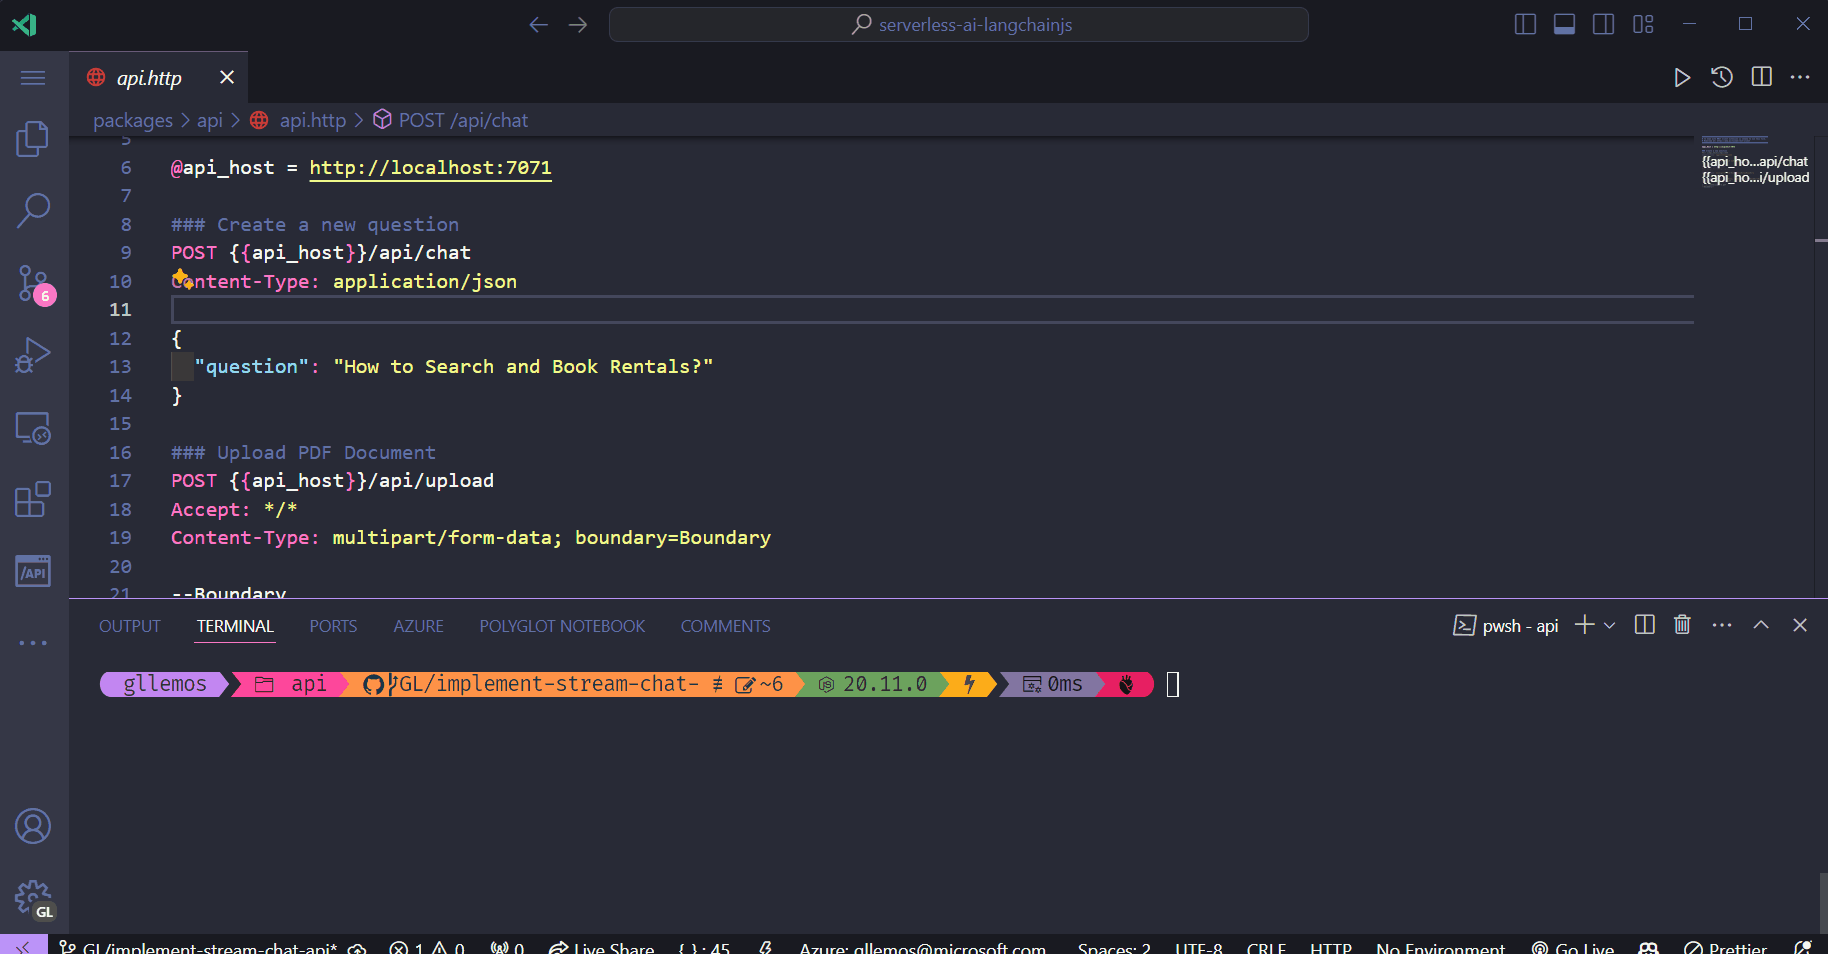 serverless-ai-langchainjs
api.http
packages > api > api.http > POST /api/chat
5
6 @api_host = http://localhost:7071
7
8 ### Create a new question
9 POST {{api_host}}/api/chat
10 Content-Type: application/json
11
12 {
13 "question": "How to Search and Book Rentals?"
14 }
15
16 ### Upload PDF Document
17 POST {{api_host}}/api/upload
18 Accept: */*
19 Content-Type: multipart/form-data; boundary=Boundary
20
21 --Boundary
{{api_ho...api/chat
{{api_ho...i/upload
6
/API
GL
OUTPUT TERMINAL PORTS AZURE POLYGLOT NOTEBOOK COMMENTS
pwsh - api
gllemos api GL/implement-stream-chat- ≢ ~6 20.11.0 0ms
GL/implement-stream-chat-api* 1 0 0 Live Share {..} : 45 Azure: gllemos@microsoft.com Spaces: 2 UTF-8 CRLF HTTP No Environment Go Live Prettier